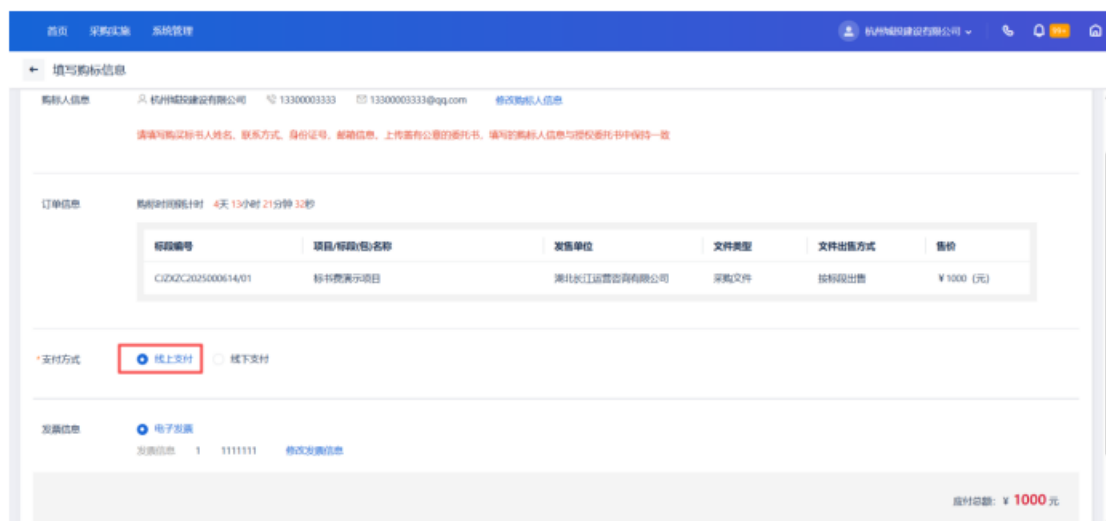 首页 采购实施 系统管理 杭州城投建设有限公司 99+
← 填写购标信息
购标人信息 杭州城投建设有限公司 13300003333 13300003333@qq.com 修改购标人信息
请填写购买标书人姓名、联系方式、身份证号、邮箱信息、上传盖有公章的委托书、填写的购标人信息与授权委托书中保持一致
订单信息 购标时间倒计时 4天 13小时 21分钟 32秒
标段编号 项目/标段(包)名称 发售单位 文件类型 文件出售方式 售价
CJZXZC2025000614/01 标书费演示项目 湖北长江运营咨询有限公司 采购文件 按标段出售 ¥ 1000 (元)
*支付方式 线上支付 线下支付
发票信息 电子发票
发票信息 1 1111111 修改发票信息
应付总额: ¥ 1000 元